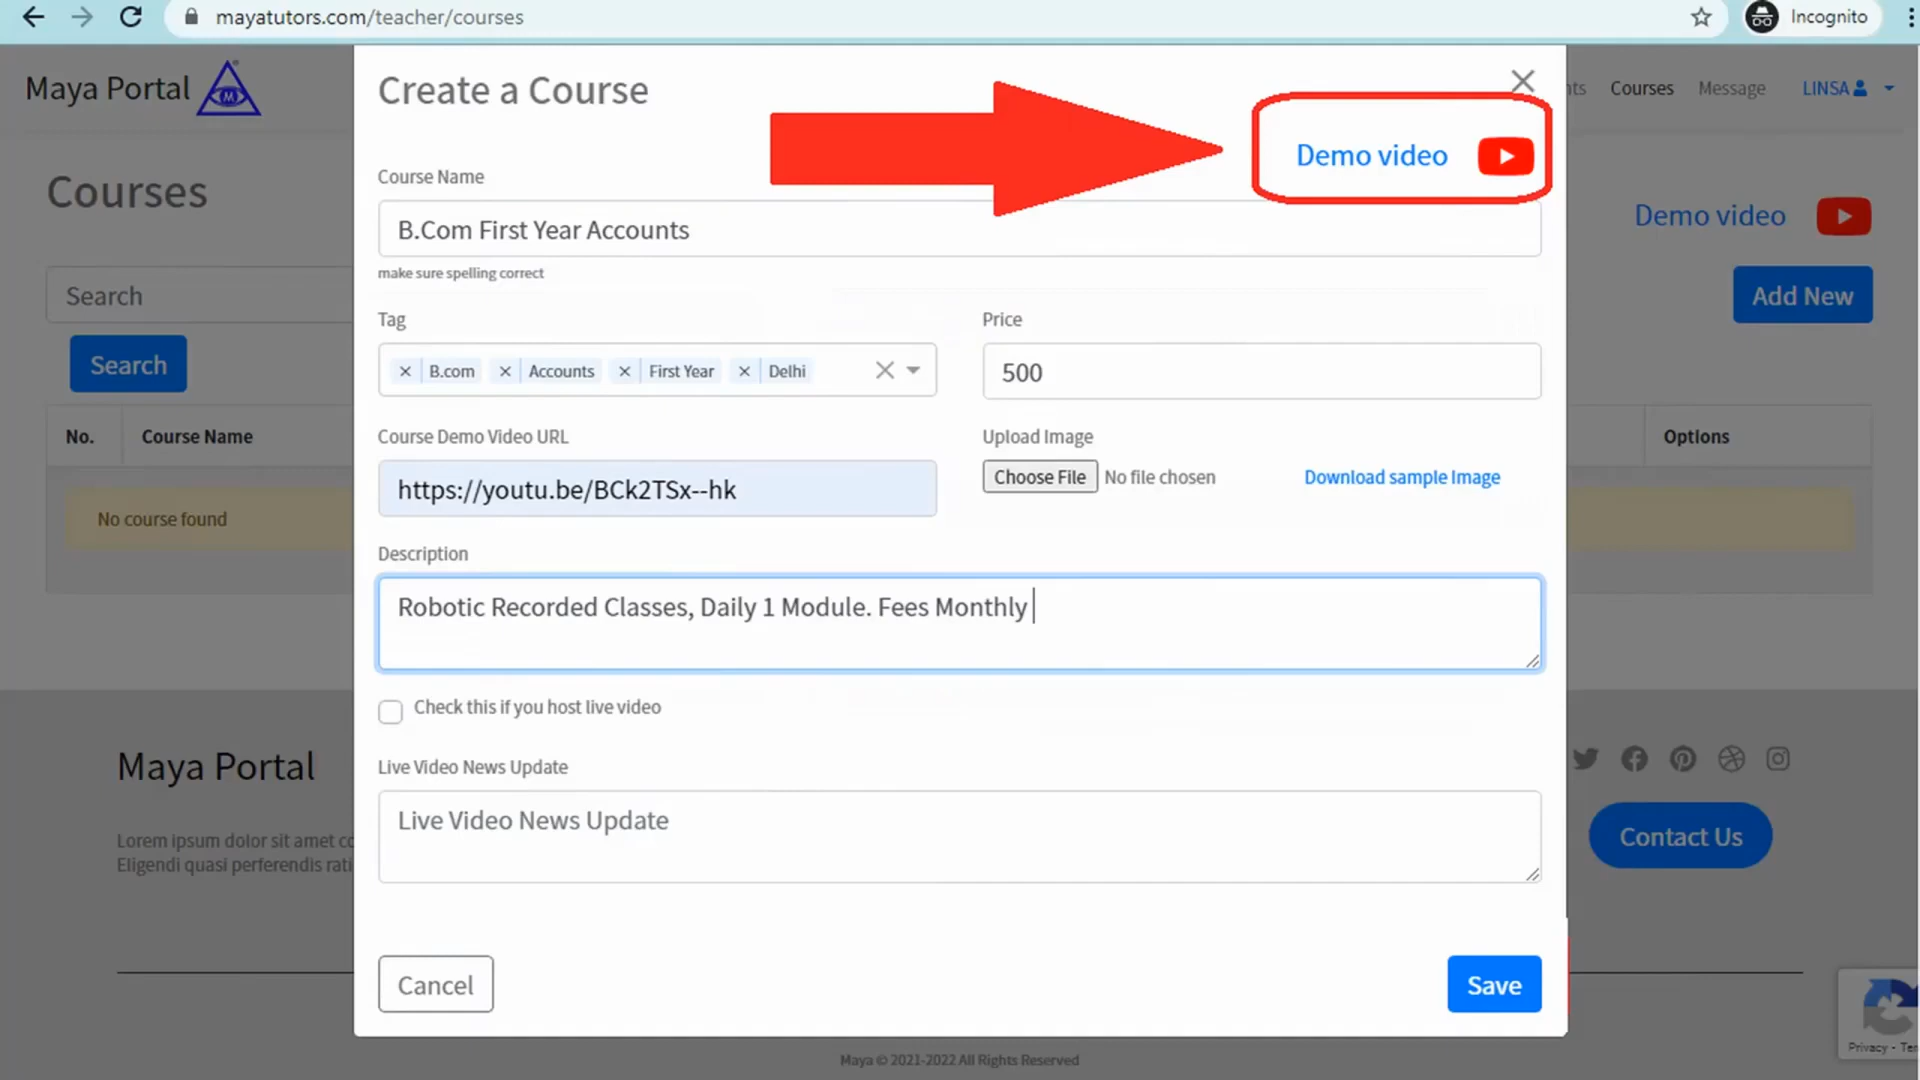 mayatutors.com/teacher/courses
Incognito
Maya Portal
M
Create a Course
nts
Courses
Message
LINSA
Demo video
Course Name
Courses
B.Com First Year Accounts
Demo video
make sure spelling correct
Search
Add New
Tag
Price
Search
× B.com × Accounts × First Year × Delhi
500
No.
Course Name
Course Demo Video URL
Upload Image
Options
https://youtu.be/BCk2TSx--hk
Choose File No file chosen
Download sample Image
No course found
Description
Robotic Recorded Classes, Daily 1 Module. Fees Monthly
Check this if you host live video
Maya Portal
Live Video News Update
Live Video News Update
Lorem ipsum dolor sit amet co
Eligendi quasi perferendis rati
Contact Us
Cancel
Save
Privacy - Ter
Maya © 2021-2022 All Rights Reserved